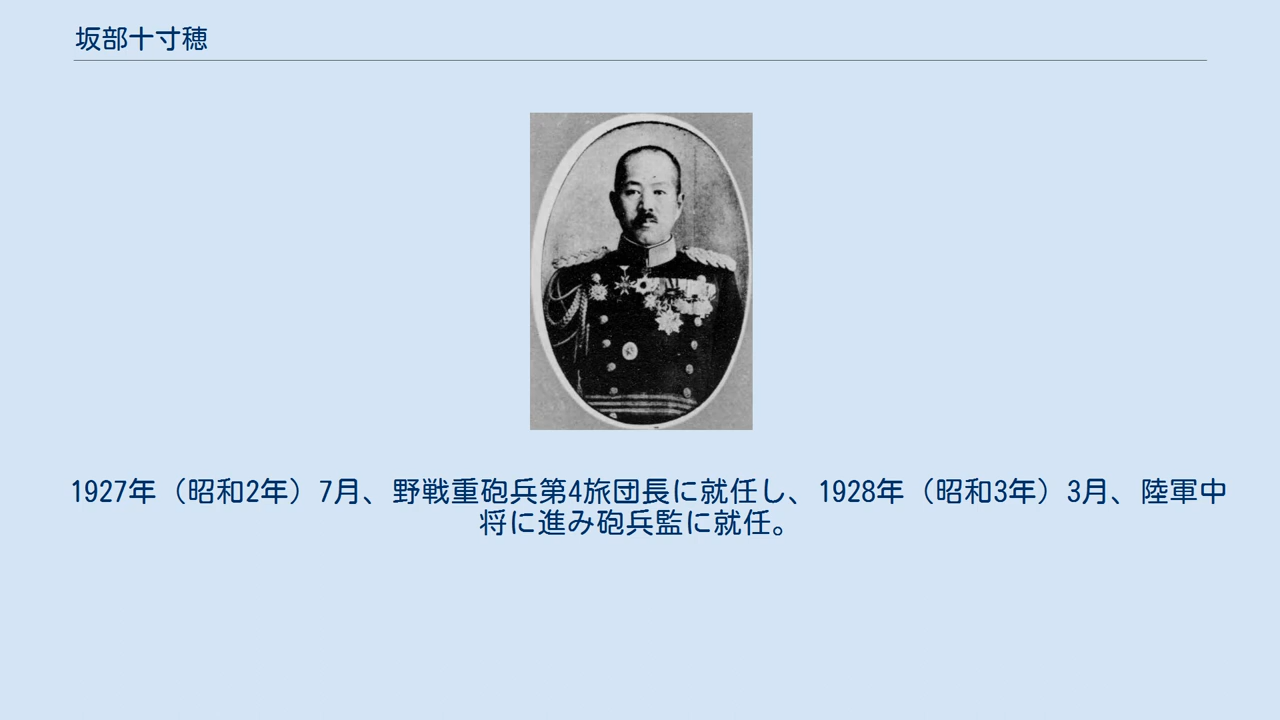 坂部十寸穂
1927年（昭和2年）7月、野戦重砲兵第4旅団長に就任し、1928年（昭和3年）3月、陸軍中
将に進み砲兵監に就任。